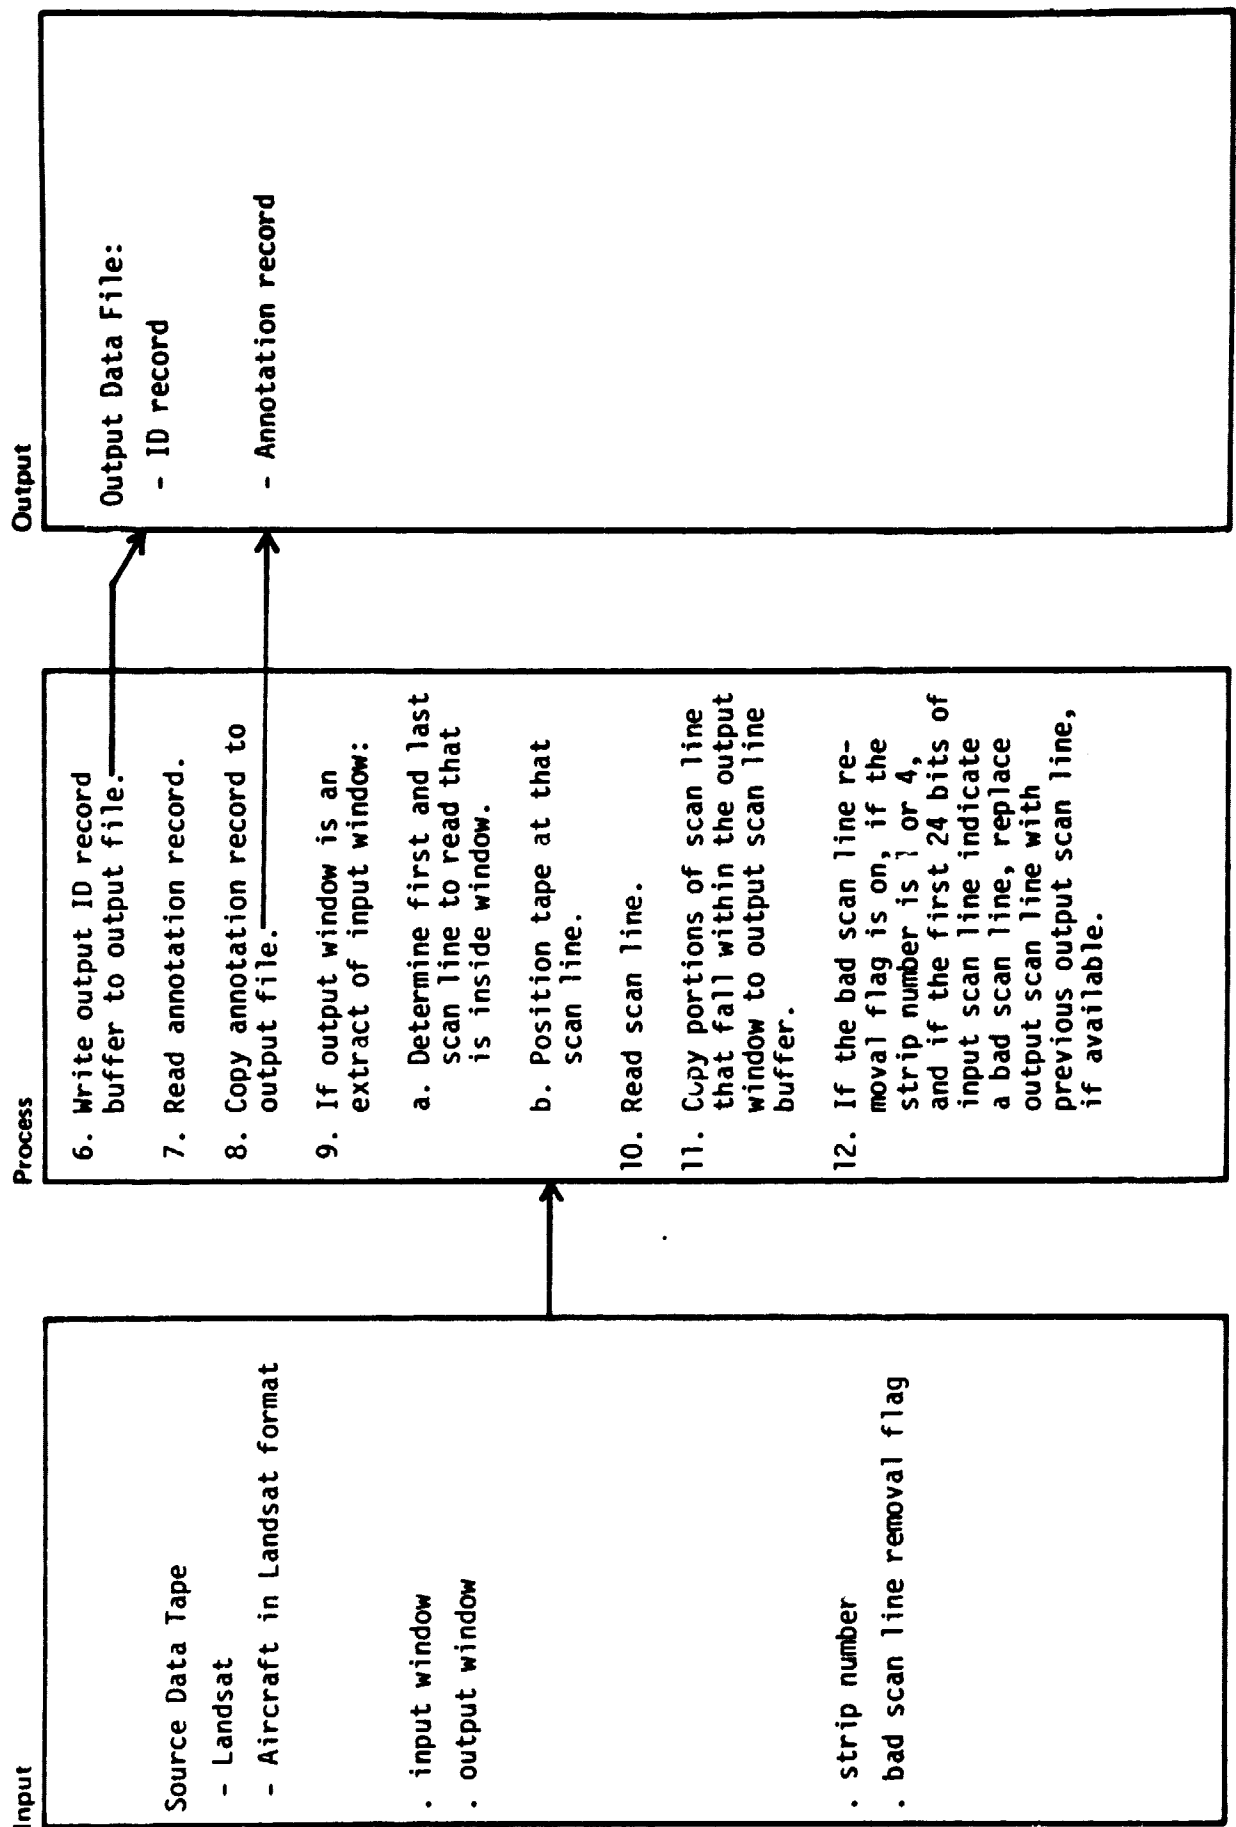 Input
Source Data Tape
- Landsat
- Aircraft in Landsat format
. input window
. output window
. strip number
. bad scan line removal flag
Process
6. Write output ID record
buffer to output file.
7. Read annotation record.
8. Copy annotation record to
output file.
9. If output window is an
extract of input window:
a. Determine first and last
scan line to read that
is inside window.
b. Position tape at that
scan line.
10. Read scan line.
11. Copy portions of scan line
that fall within the output
window to output scan line
buffer.
12. If the bad scan line re-
moval flag is on, if the
strip number is 1 or 4,
and if the first 24 bits of
input scan line indicate
a bad scan line, replace
output scan line with
previous output scan line,
if available.
Output
Output Data File:
- ID record
- Annotation record